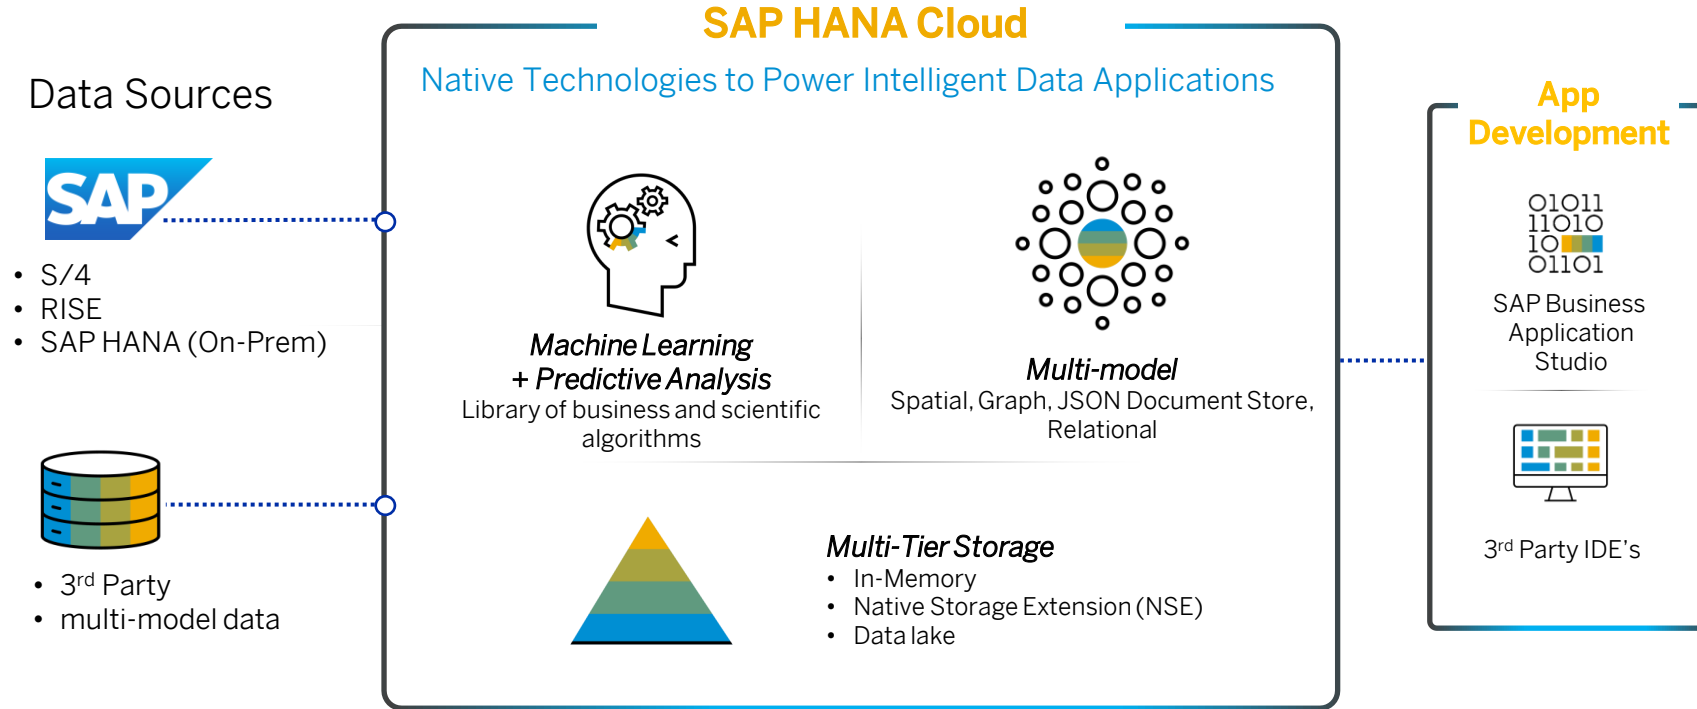 SAP HANA Cloud
Native Technologies to Power Intelligent Data Applications
Data Sources
SAP
• S/4
• RISE
• SAP HANA (On-Prem)
• 3rd Party
• multi-model data
Machine Learning
+ Predictive Analysis
Library of business and scientific
algorithms
Multi-model
Spatial, Graph, JSON Document Store,
Relational
Multi-Tier Storage
• In-Memory
• Native Storage Extension (NSE)
• Data lake
App
Development
01011
11010
10
01101
SAP Business
Application
Studio
3rd Party IDE's